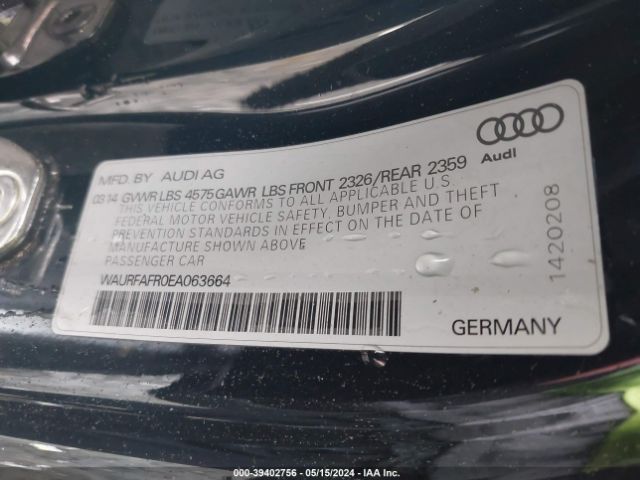 Audi
MFD. BY AUDI AG
03 14 GVWR LBS 4575 GAWR LBS FRONT 2326/REAR 2359
THIS VEHICLE CONFORMS TO ALL APPLICABLE U.S.
FEDERAL MOTOR VEHICLE SAFETY, BUMPER AND THEFT
PREVENTION STANDARDS IN EFFECT ON THE DATE OF
MANUFACTURE SHOWN ABOVE
PASSENGER CAR
WAURFAFR0EA063664
1420208
GERMANY
000-39402756 - 05/15/2024 - IAA Inc.